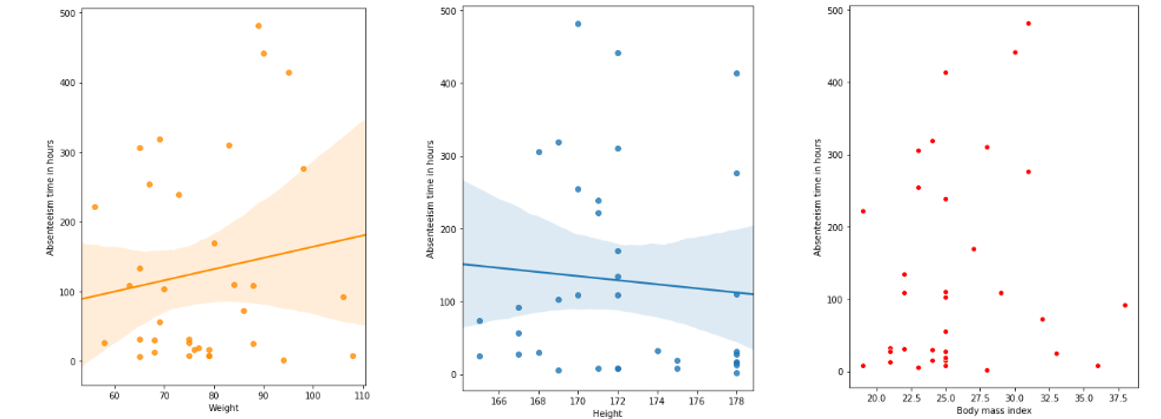 Absenteeism time in hours
500
400
300
200
100
0
60 70 80 90 100 110
Weight
Absenteeism time in hours
500
400
300
200
100
0
166 168 170 172 174 176 178
Height
Absenteeism time in hours
500
400
300
200
100
0
20.0 22.5 25.0 27.5 30.0 32.5 35.0 37.5
Body mass index